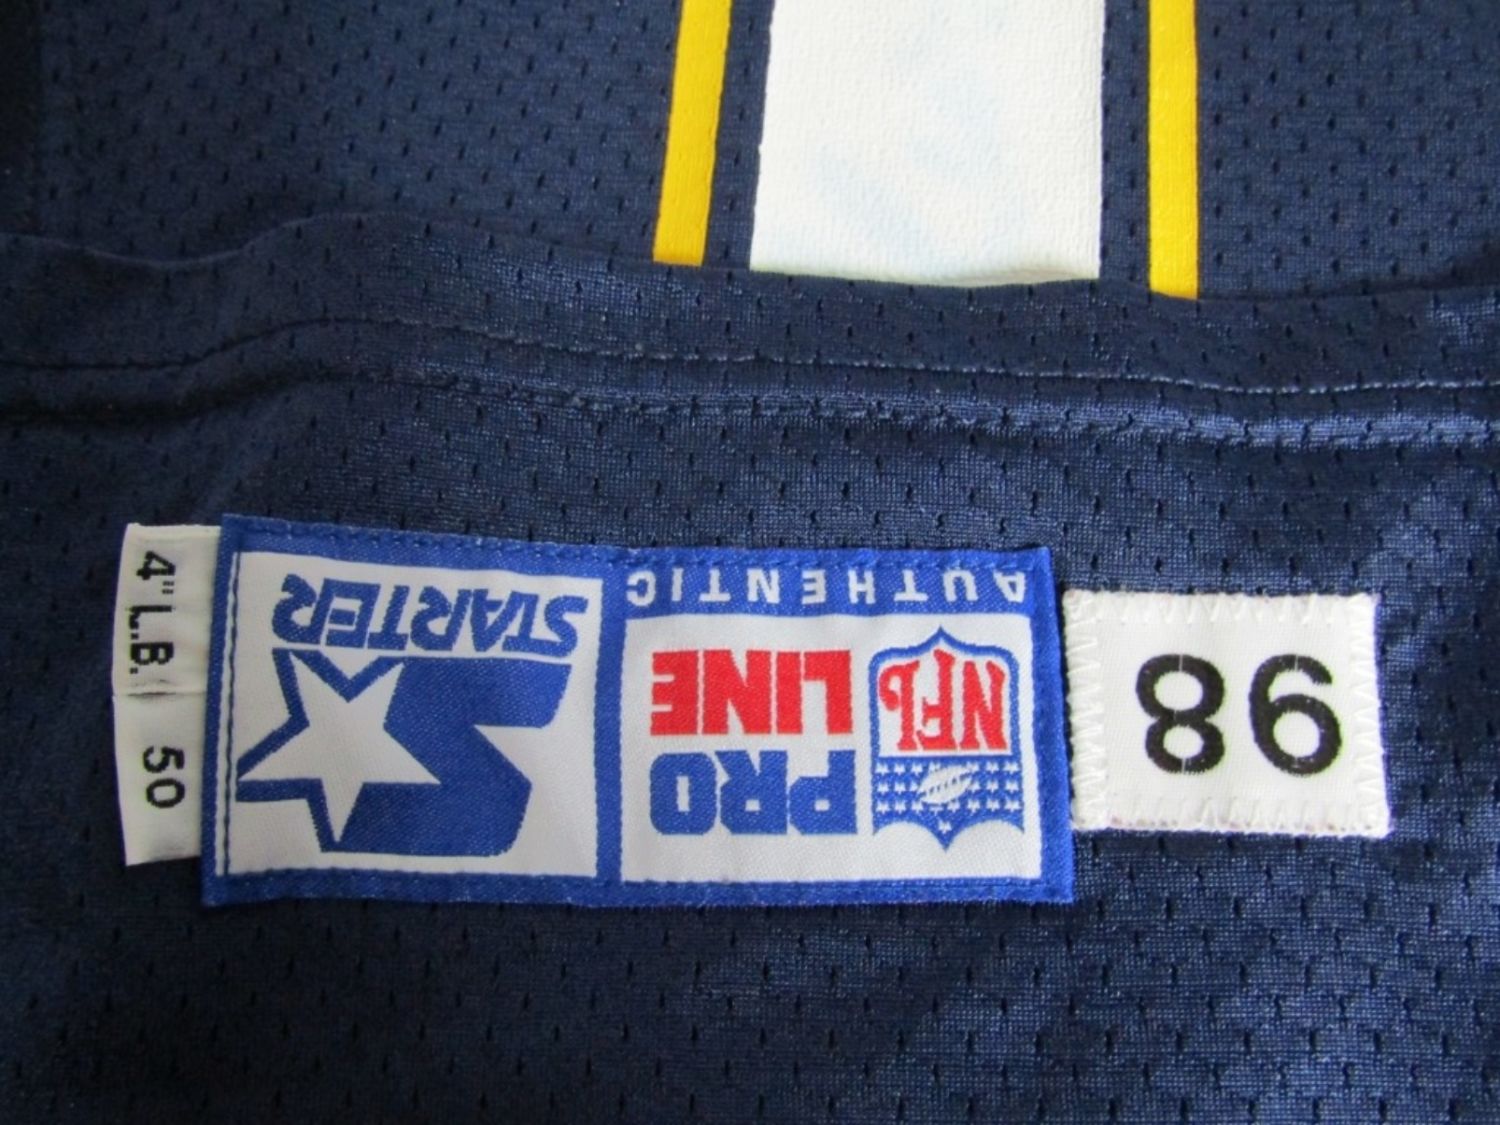 4" L.B.
50
STARTER
AUTHENTIC
PRO
LINE
NFL
98